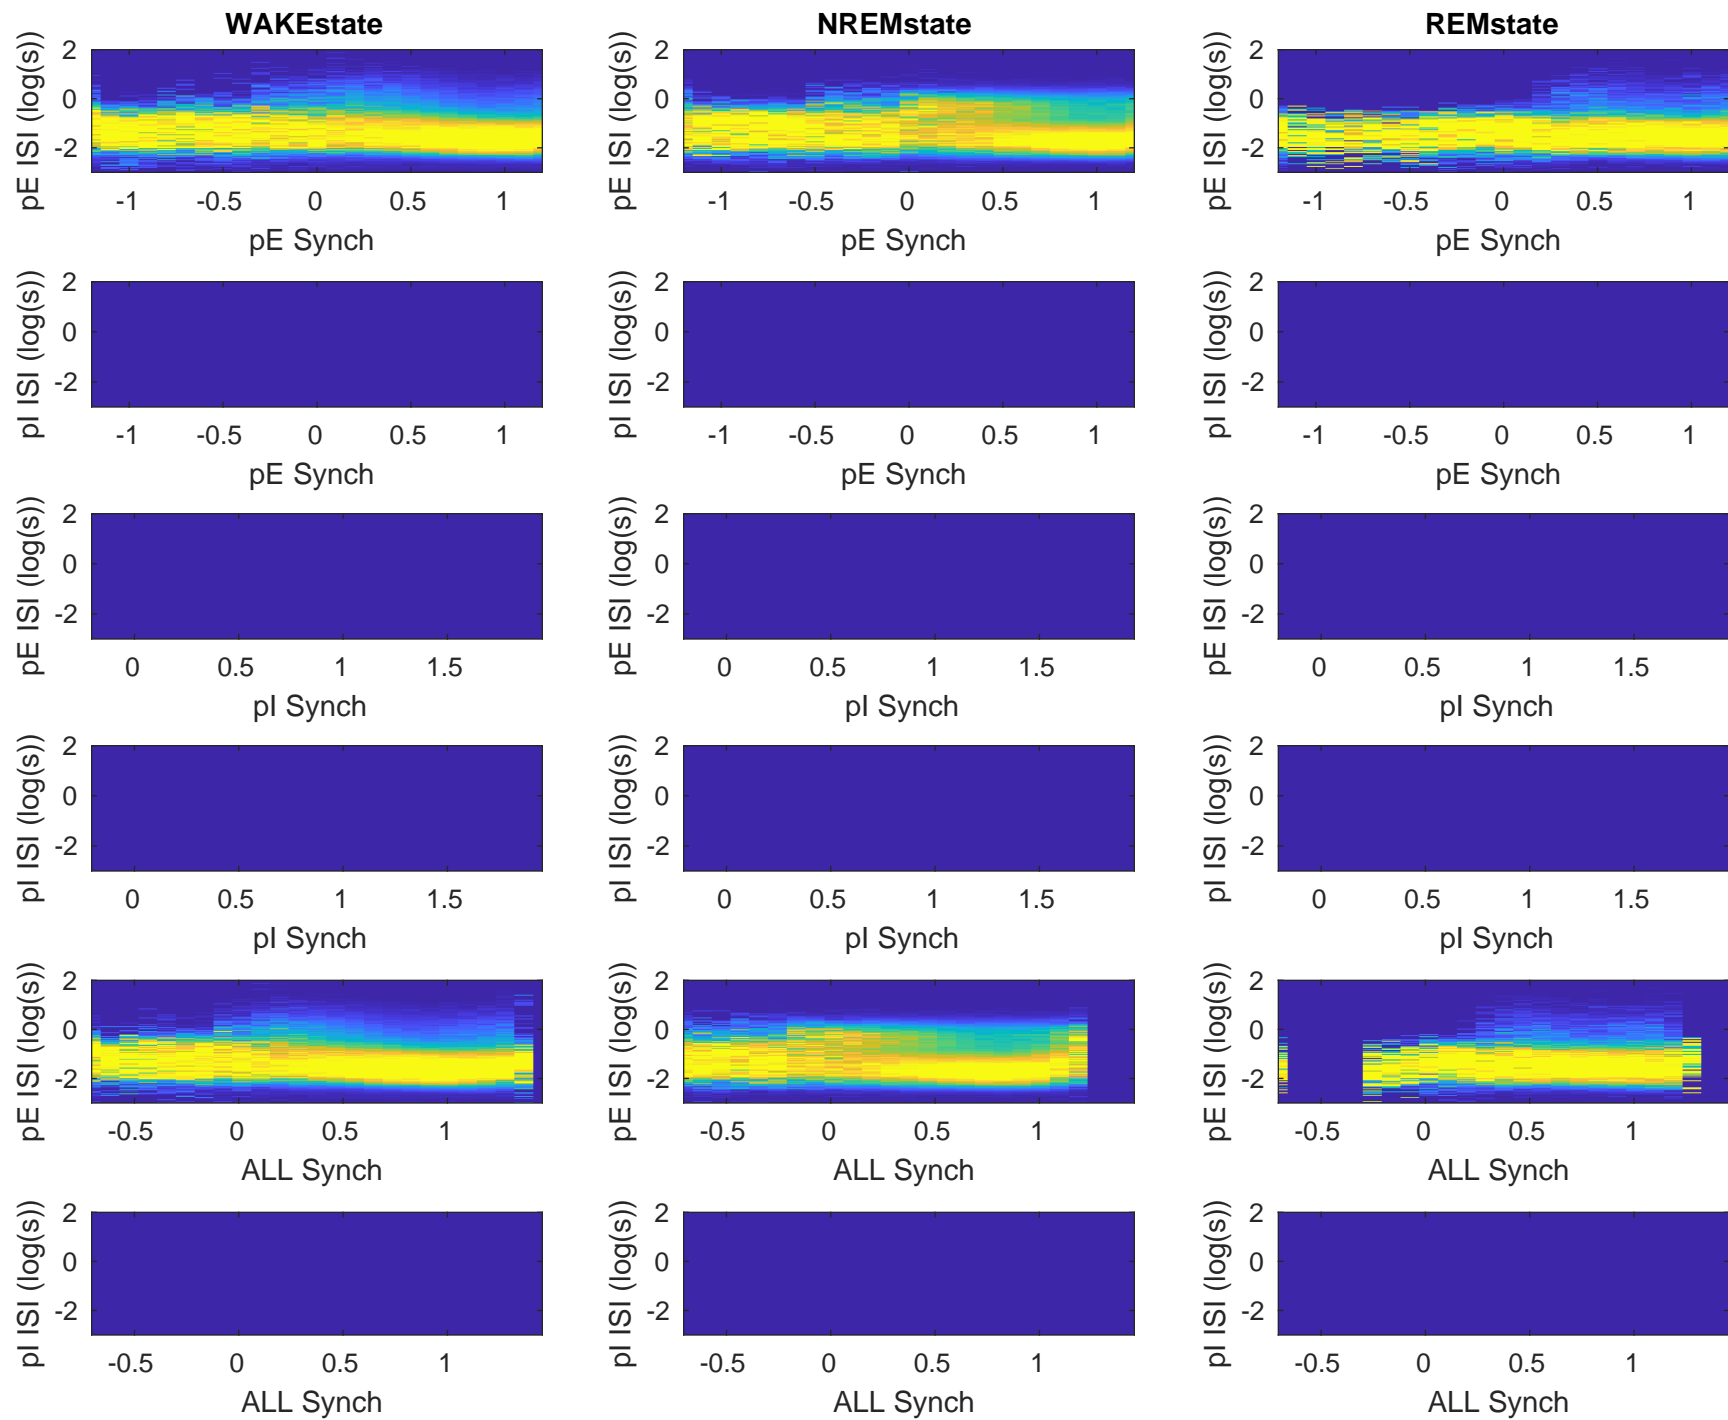 WAKEstate NREMstate REMstate
pE ISI (log(s)) 2 0 -2 pE ISI (log(s)) 2 0 -2 pE ISI (log(s)) 2 0 -2
-1 -0.5 0 0.5 1 -1 -0.5 0 0.5 1 -1 -0.5 0 0.5 1
pE Synch pE Synch pE Synch
pI ISI (log(s)) 2 0 -2 pI ISI (log(s)) 2 0 -2 pI ISI (log(s)) 2 0 -2
-1 -0.5 0 0.5 1 -1 -0.5 0 0.5 1 -1 -0.5 0 0.5 1
pE Synch pE Synch pE Synch
pE ISI (log(s)) 2 0 -2 pE ISI (log(s)) 2 0 -2 pE ISI (log(s)) 2 0 -2
0 0.5 1 1.5 0 0.5 1 1.5 0 0.5 1 1.5
pI Synch pI Synch pI Synch
pI ISI (log(s)) 2 0 -2 pI ISI (log(s)) 2 0 -2 pI ISI (log(s)) 2 0 -2
0 0.5 1 1.5 0 0.5 1 1.5 0 0.5 1 1.5
pI Synch pI Synch pI Synch
pE ISI (log(s)) 2 0 -2 pE ISI (log(s)) 2 0 -2 pE ISI (log(s)) 2 0 -2
-0.5 0 0.5 1 -0.5 0 0.5 1 -0.5 0 0.5 1
ALL Synch ALL Synch ALL Synch
pI ISI (log(s)) 2 0 -2 pI ISI (log(s)) 2 0 -2 pI ISI (log(s)) 2 0 -2
-0.5 0 0.5 1 -0.5 0 0.5 1 -0.5 0 0.5 1
ALL Synch ALL Synch ALL Synch